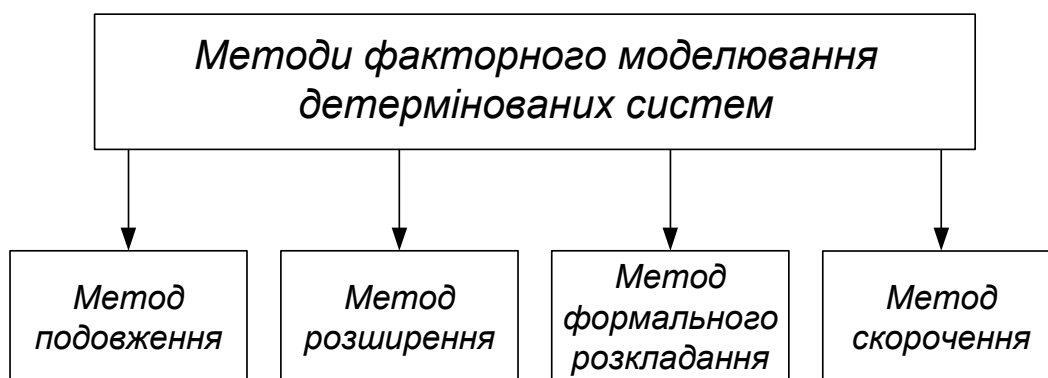 Методи факторного моделювання
детермінованих систем
Метод
подовження
Метод
розширення
Метод
формального
розкладання
Метод
скорочення